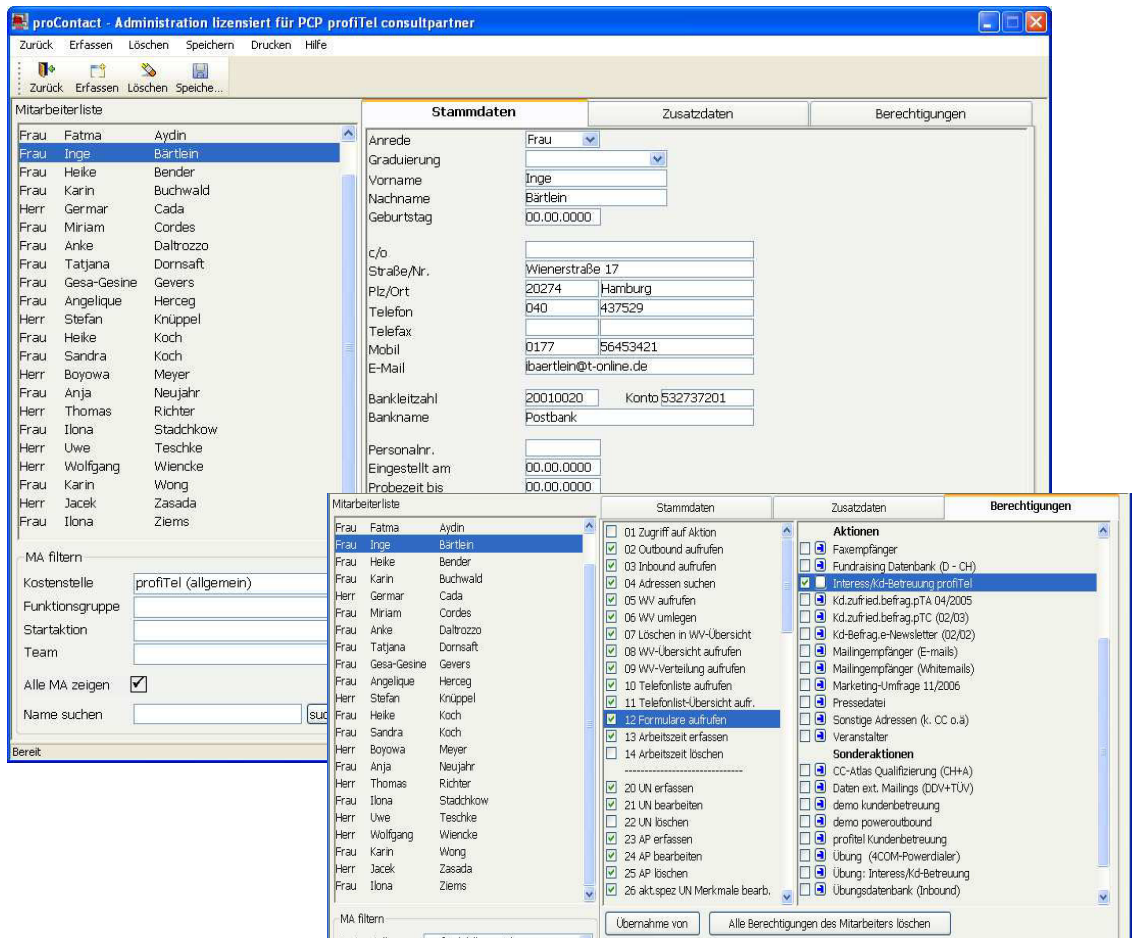 proContact - Administration lizensiert für PCP profiTel consultpartner
Zurück Erfassen Löschen Speichern Drucken Hilfe
Zurück Erfassen Löschen Speiche...
Mitarbeiterliste
Frau Fatma Aydin
Frau Inge Bärtlein
Frau Heike Bender
Frau Karin Buchwald
Herr Germar Cada
Frau Miriam Cordes
Frau Anke Daltrozzo
Frau Tatjana Dornsaft
Frau Gesa-Gesine Gevers
Frau Angelique Herceg
Herr Stefan Knüppel
Frau Heike Koch
Frau Sandra Koch
Herr Boyowa Meyer
Frau Anja Neujahr
Herr Thomas Richter
Frau Ilona Stadchkow
Herr Uwe Teschke
Herr Wolfgang Wiencke
Frau Karin Wong
Herr Jacek Zasada
Frau Ilona Ziems
MA filtern
Kostenstelle profiTel (allgemein)
Funktionsgruppe
Startaktion
Team
Alle MA zeigen
Name suchen
Bereit
Stammdaten Zusatzdaten Berechtigungen
Anrede Frau
Graduierung
Vorname Inge
Nachname Bärtlein
Geburtstag 00.00.0000
c/o
Straße/Nr. Wienerstraße 17
Plz/Ort 20274 Hamburg
Telefon 040 437529
Telefax
Mobil 0177 56453421
E-Mail ibaertlein@t-online.de
Bankleitzahl 20010020 Konto 532737201
Bankname Postbank
Personalnr.
Eingestellt am 00.00.0000
Probezeit bis 00.00.0000
Mitarbeiterliste
Frau Fatma Aydin
Frau Inge Bärtlein
Frau Heike Bender
Frau Karin Buchwald
Herr Germar Cada
Frau Miriam Cordes
Frau Anke Daltrozzo
Frau Tatjana Dornsaft
Frau Gesa-Gesine Gevers
Frau Angelique Herceg
Herr Stefan Knüppel
Frau Heike Koch
Frau Sandra Koch
Herr Boyowa Meyer
Frau Anja Neujahr
Herr Thomas Richter
Frau Ilona Stadchkow
Herr Uwe Teschke
Herr Wolfgang Wiencke
Frau Karin Wong
Herr Jacek Zasada
Frau Ilona Ziems
MA filtern
Stammdaten Zusatzdaten Berechtigungen
01 Zugriff auf Aktion
02 Outbound aufrufen
03 Inbound aufrufen
04 Adressen suchen
05 WV aufrufen
06 WV umlegen
07 Löschen in WV-Übersicht
08 WV-Übersicht aufrufen
09 WV-Verteilung aufrufen
10 Telefonliste aufrufen
11 Telefonlist-Übersicht aufr.
12 Formulare aufrufen
13 Arbeitszeit erfassen
14 Arbeitszeit löschen
------------------------------
20 UN erfassen
21 UN bearbeiten
22 UN löschen
23 AP erfassen
24 AP bearbeiten
25 AP löschen
26 akt.spez UN Merkmale bearb.
Aktionen
Faxempfänger
Fundraising Datenbank (D - CH)
Interess/Kd-Betreuung profiTel
Kd.zufried.befrag.pTA 04/2005
Kd.zufried.befrag.pTC (02/03)
Kd-Befrag.e-Newsletter (02/02)
Mailingempfänger (E-mails)
Mailingempfänger (Whitemails)
Marketing-Umfrage 11/2006
Pressedatei
Sonstige Adressen (k. CC o.ä)
Veranstalter
Sonderaktionen
CC-Atlas Qualifizierung (CH+A)
Daten ext. Mailings (DDV+TÜV)
demo kundenbetreuung
demo poweroutbound
profitel Kundenbetreuung
Übung (4COM-Powerdialer)
Übung: Interess/Kd-Betreuung
Übungsdatenbank (Inbound)
Übernahme von Alle Berechtigungen des Mitarbeiters löschen